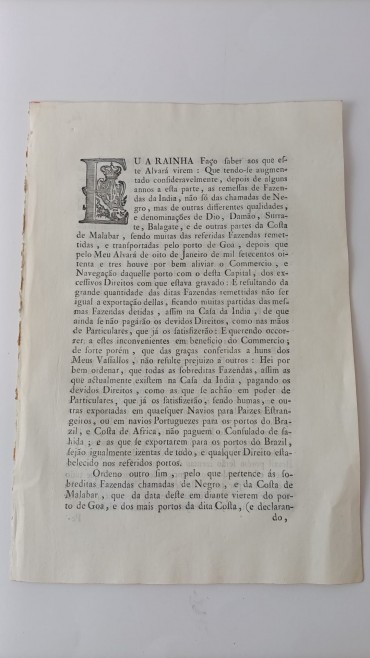 EU A RAINHA Faço saber aos que es-
te Alvará virem : Que tendo-se augmen-
tado consideravelmente, depois de alguns
annos a esta parte, as remessas de Fazen-
das da India, não só das chamadas de Ne-
gro, mas de outras differentes qualidades,
e denominações de Dio, Damão, Surra-
te, Balagate, e de outras partes da Costa
de Malabar, sendo muitas das referidas Fazendas remet-
tidas, e transportadas pelo porto de Goa, depois que
pelo Meu Alvará de oito de Janeiro de mil setecentos oi-
tenta e tres houve por bem aliviar o Commercio, e
Navegação daquelle porto com o desta Capital, dos ex-
cessivos Direitos com que estava gravado: E resultando da
grande quantidade das ditas Fazendas remettidas não ser
igual a exportação dellas, ficando muitas partidas das mes-
mas Fazendas detidas, assim na Casa da India, de que
ainda se não pagárão os devidos Direitos, como nas mãos
de Particulares, que já os satisfizerão: E querendo occor-
rer a estes inconvenientes em beneficio do Commercio;
de sorte porém, que das graças conferidas a huns dos
Meus Vassallos, não resulte prejuizo a outros : Hei por
bem ordenar, que todas as sobreditas Fazendas, assim as
que actualmente existem na Casa da India, pagando os
devidos Direitos, como as que se achão em poder de
Particulares, que já os satisfizerão, sendo humas, e ou-
tras exportadas em quaesquer Navios para Paizes Estran-
geiros, ou em navios Portuguezes para os portos do Bra-
zil, e Costa de Africa, não paguem o Consulado de sa-
hida ; e as que se exportarem para os portos do Brazil,
sejão igualmente izentas de todo, e qualquer Direito esta-
belecido nos referidos portos.
Ordeno outro sim, pelo que pertence ás so-
breditas Fazendas chamadas de Negro, e da Costa de
Malabar, que da data deste em diante vierem do por-
to de Goa, e dos mais portos da dita Costa, (e declaran-
do,